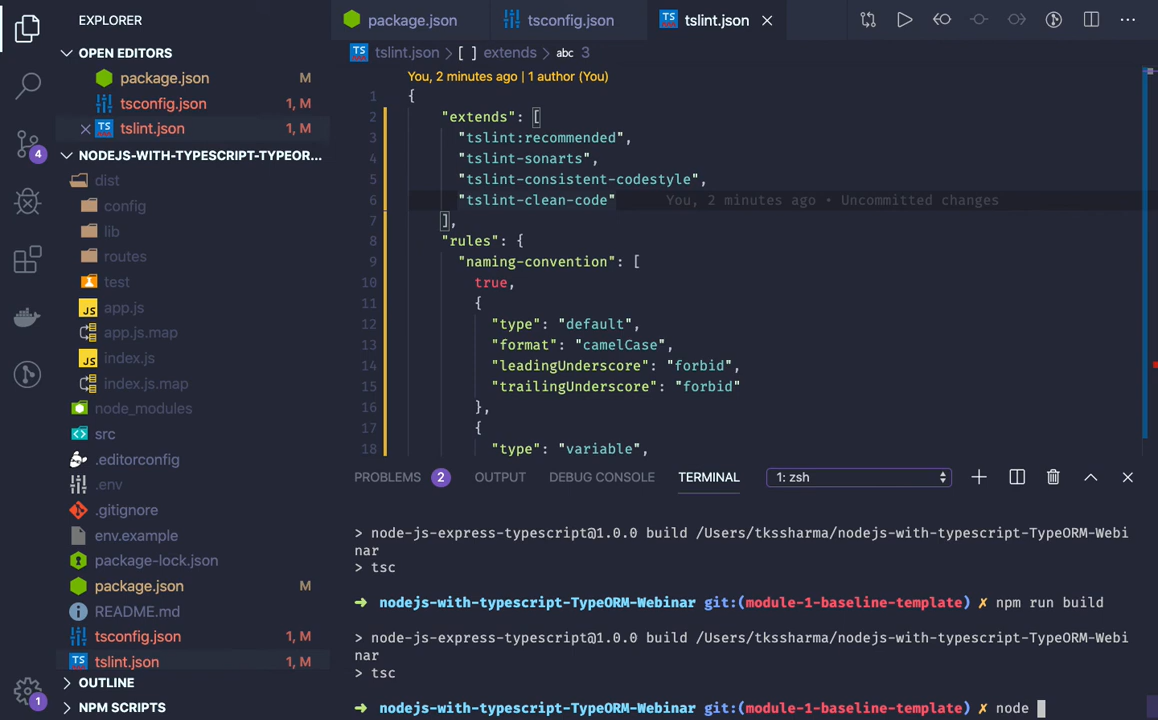 EXPLORER
OPEN EDITORS
package.json M
tsconfig.json 1, M
tslint.json 1, M
NODEJS-WITH-TYPESCRIPT-TYPEOR...
dist
config
lib
routes
test
app.js
app.js.map
index.js
index.js.map
node_modules
src
.editorconfig
.env
.gitignore
env.example
package-lock.json
package.json M
README.md
tsconfig.json 1, M
tslint.json 1, M
OUTLINE
NPM SCRIPTS
4
1
package.json tsconfig.json TS tslint.json
TS tslint.json > [ ] extends > abc 3
You, 2 minutes ago | 1 author (You)
1 {
2 "extends": [
3 "tslint:recommended",
4 "tslint-sonarts",
5 "tslint-consistent-codestyle",
6 "tslint-clean-code" You, 2 minutes ago • Uncommitted changes
7 ],
8 "rules": {
9 "naming-convention": [
10 true,
11 {
12 "type": "default",
13 "format": "camelCase",
14 "leadingUnderscore": "forbid",
15 "trailingUnderscore": "forbid"
16 },
17 {
18 "type": "variable",
PROBLEMS 2 OUTPUT DEBUG CONSOLE TERMINAL 1: zsh
> node-js-express-typescript@1.0.0 build /Users/tkssharma/nodejs-with-typescript-TypeORM-Webi
nar
> tsc
➜ nodejs-with-typescript-TypeORM-Webinar git:(module-1-baseline-template) ✗ npm run build
> node-js-express-typescript@1.0.0 build /Users/tkssharma/nodejs-with-typescript-TypeORM-Webi
nar
> tsc
➜ nodejs-with-typescript-TypeORM-Webinar git:(module-1-baseline-template) ✗ node